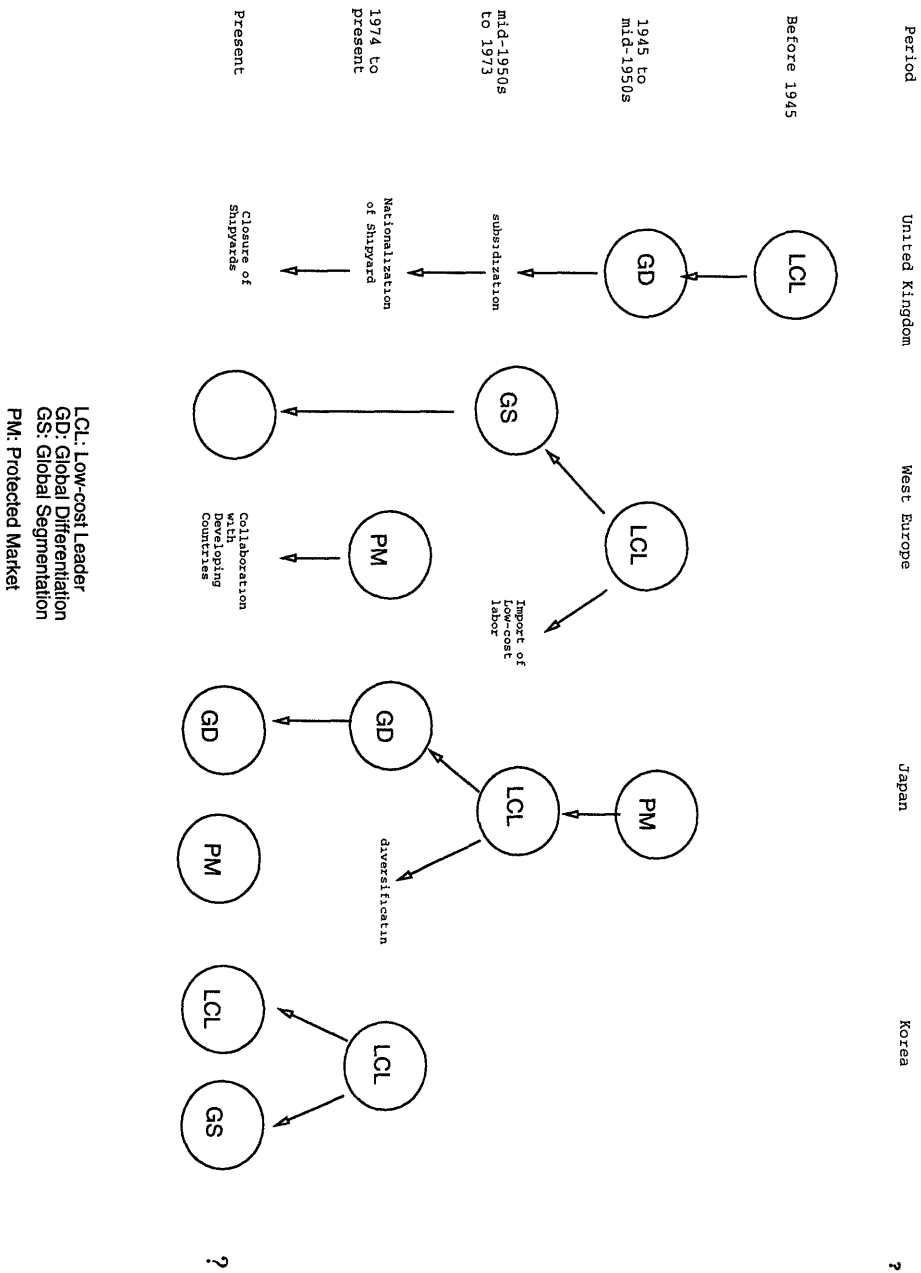 Period
United Kingdom
West Europe
Japan
Korea
?
Before 1945
LCL
1945 to
mid-1950s
GD
LCL
PM
mid-1950s
to 1973
subsidization
GS
Import of
Low-cost
labor
LCL
1974 to
present
Nationalization
of Shipyard
PM
GD
diversificatin
LCL
Present
Closure of
Shipyards
Collaboration
with
Developing
Countries
GD
PM
LCL
GS
?
LCL: Low-cost Leader
GD: Global Differentiation
GS: Global Segmentation
PM: Protected Market